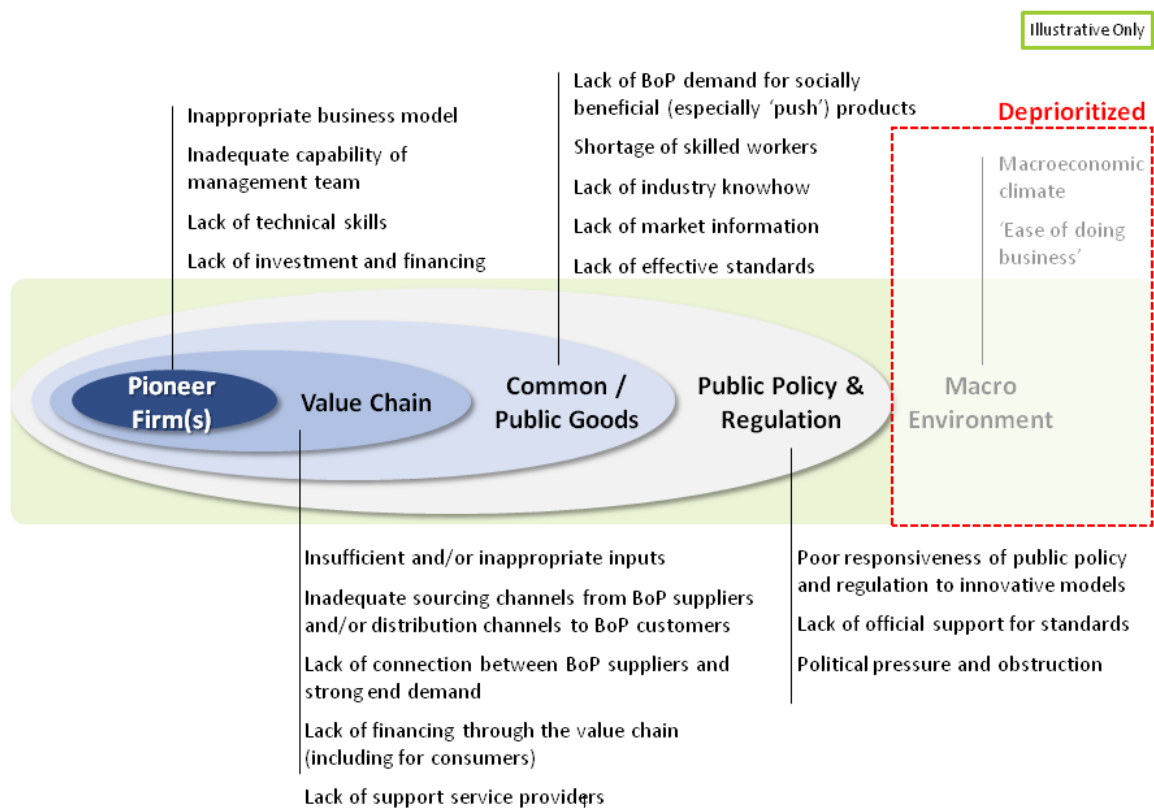 Illustrative Only
Lack of BoP demand for socially
beneficial (especially 'push') products
Shortage of skilled workers
Lack of industry knowhow
Lack of market information
Lack of effective standards
Inappropriate business model
Inadequate capability of
management team
Lack of technical skills
Lack of investment and financing
Deprioritized
Macroeconomic
climate
'Ease of doing
business'
Pioneer
Firm(s)
Value Chain
Common /
Public Goods
Public Policy &
Regulation
Macro
Environment
Insufficient and/or inappropriate inputs
Inadequate sourcing channels from BoP suppliers
and/or distribution channels to BoP customers
Lack of connection between BoP suppliers and
strong end demand
Lack of financing through the value chain
(including for consumers)
Lack of support service providers
Poor responsiveness of public policy
and regulation to innovative models
Lack of official support for standards
Political pressure and obstruction